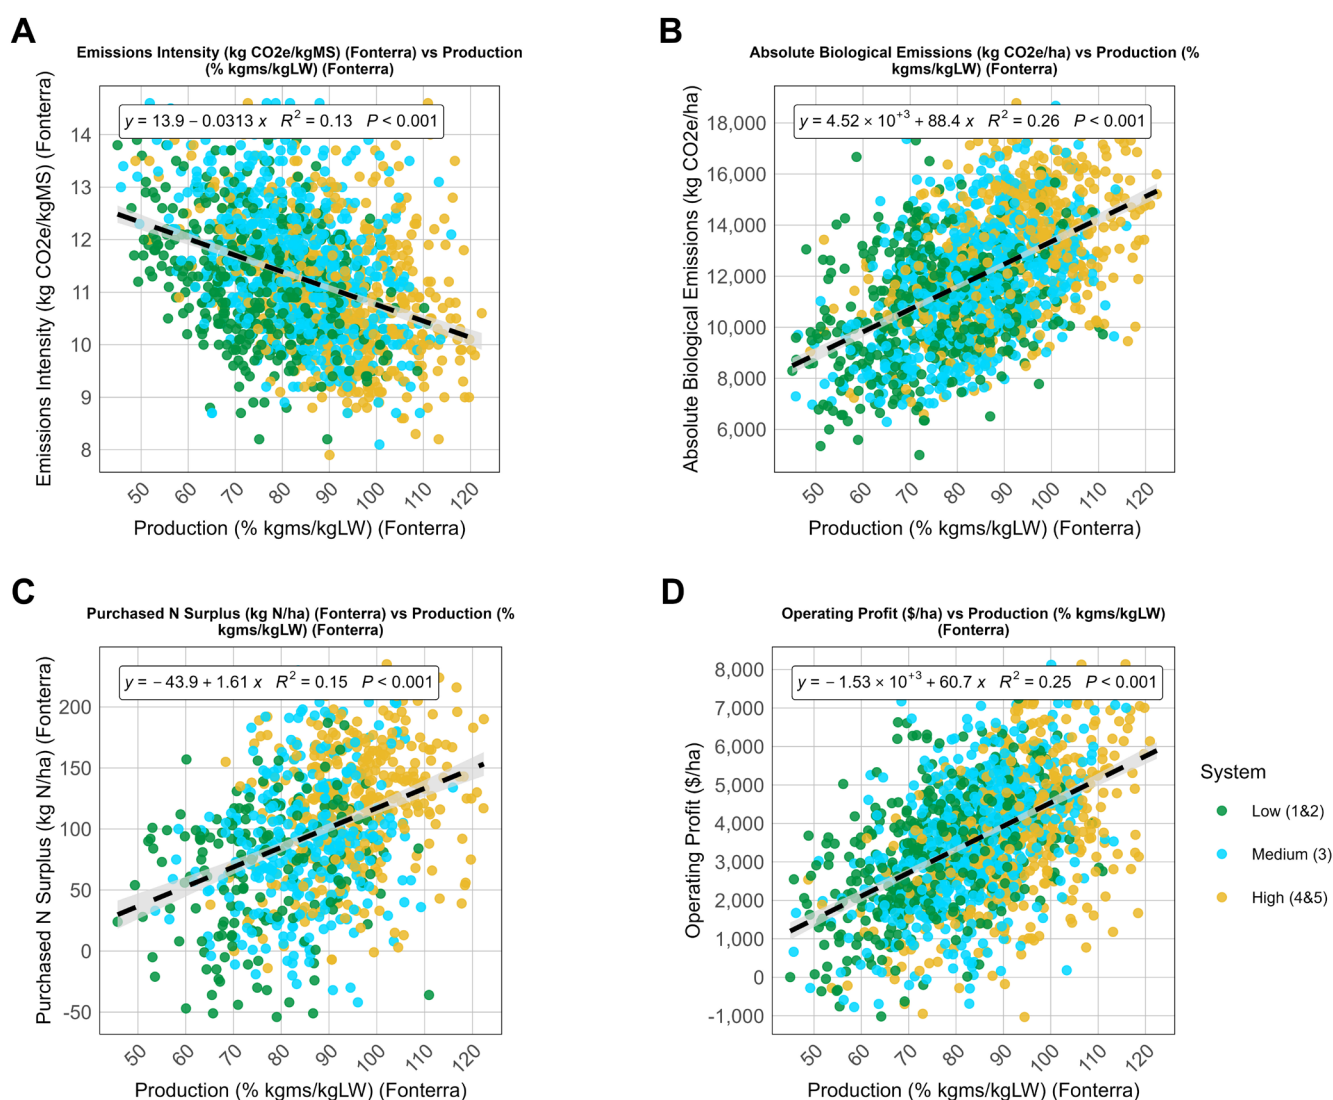 A
Emissions Intensity (kg CO2e/kgMS) (Fonterra) vs Production
(% kgms/kgLW) (Fonterra)
y = 13.9 − 0.0313 x R² = 0.13 P < 0.001
Emissions Intensity (kg CO2e/kgMS) (Fonterra)
14
13
12
11
10
9
8
50 60 70 80 90 100 110 120
Production (% kgms/kgLW) (Fonterra)
B
Absolute Biological Emissions (kg CO2e/ha) vs Production (%
kgms/kgLW) (Fonterra)
y = 4.52 × 10⁺³ + 88.4 x R² = 0.26 P < 0.001
Absolute Biological Emissions (kg CO2e/ha)
18,000
16,000
14,000
12,000
10,000
8,000
6,000
50 60 70 80 90 100 110 120
Production (% kgms/kgLW) (Fonterra)
C
Purchased N Surplus (kg N/ha) (Fonterra) vs Production (%
kgms/kgLW) (Fonterra)
y = − 43.9 + 1.61 x R² = 0.15 P < 0.001
Purchased N Surplus (kg N/ha) (Fonterra)
200
150
100
50
0
-50
50 60 70 80 90 100 110 120
Production (% kgms/kgLW) (Fonterra)
D
Operating Profit ($/ha) vs Production (% kgms/kgLW)
(Fonterra)
y = − 1.53 × 10⁺³ + 60.7 x R² = 0.25 P < 0.001
Operating Profit ($/ha)
8,000
7,000
6,000
5,000
4,000
3,000
2,000
1,000
0
-1,000
50 60 70 80 90 100 110 120
Production (% kgms/kgLW) (Fonterra)
System
Low (1&2)
Medium (3)
High (4&5)